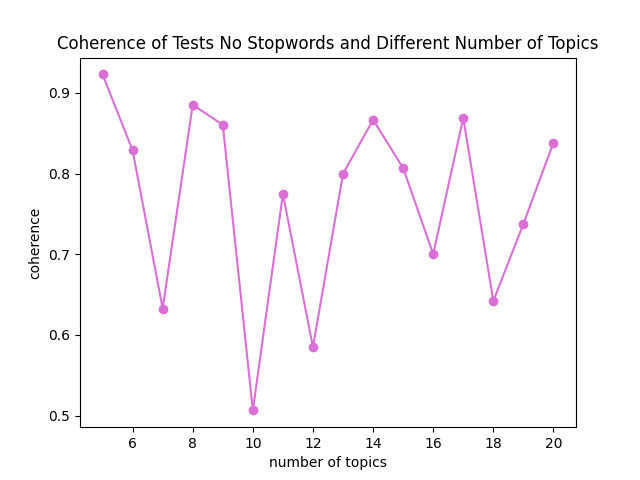 Coherence of Tests No Stopwords and Different Number of Topics
0.9
0.8
0.7
0.6
0.5
coherence
6 8 10 12 14 16 18 20
number of topics